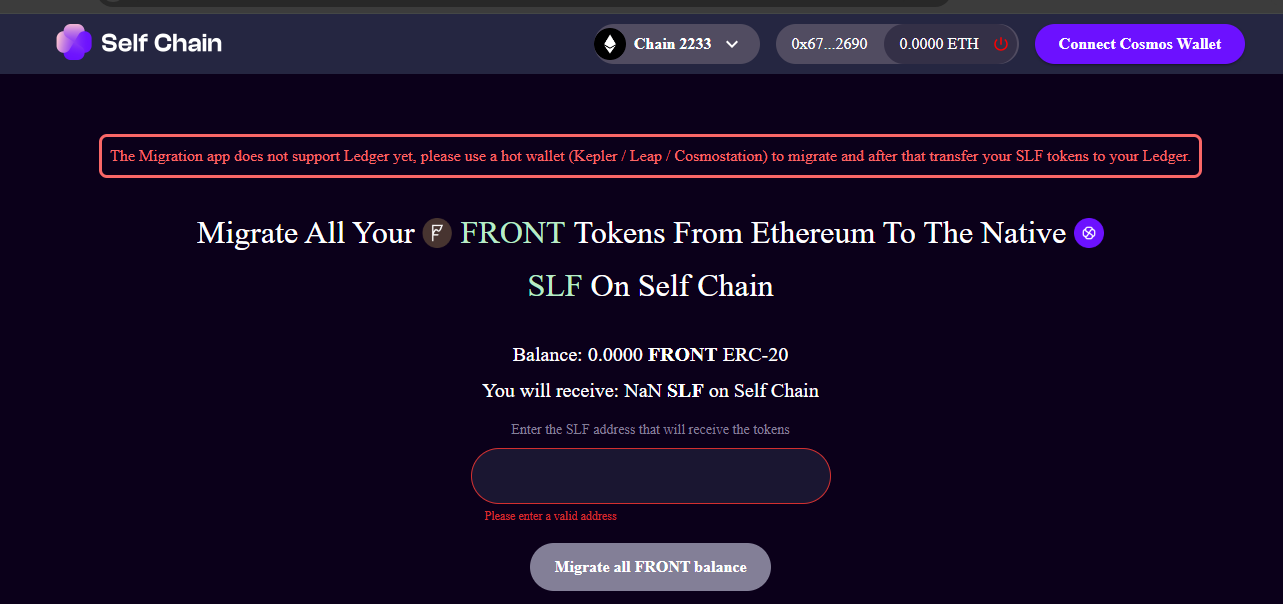 Self Chain
Chain 2233
0x67...2690
0.0000 ETH
Connect Cosmos Wallet
The Migration app does not support Ledger yet, please use a hot wallet (Kepler / Leap / Cosmostation) to migrate and after that transfer your SLF tokens to your Ledger.
Migrate All Your FRONT Tokens From Ethereum To The Native
SLF On Self Chain
Balance: 0.0000 FRONT ERC-20
You will receive: NaN SLF on Self Chain
Enter the SLF address that will receive the tokens
Please enter a valid address
Migrate all FRONT balance